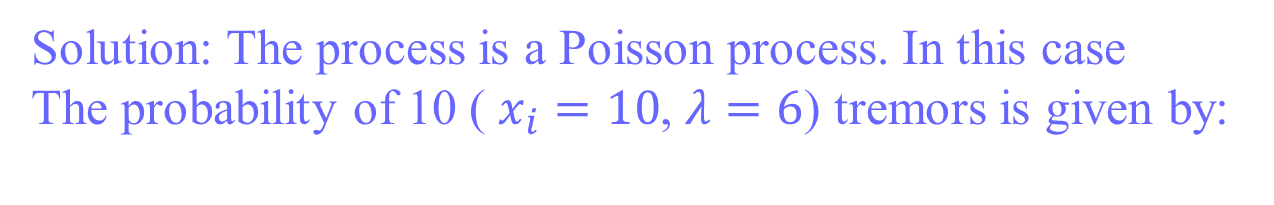 Solution: The process is a Poisson process. In this case
The probability of 10 ( xᵢ = 10, λ = 6) tremors is given by: